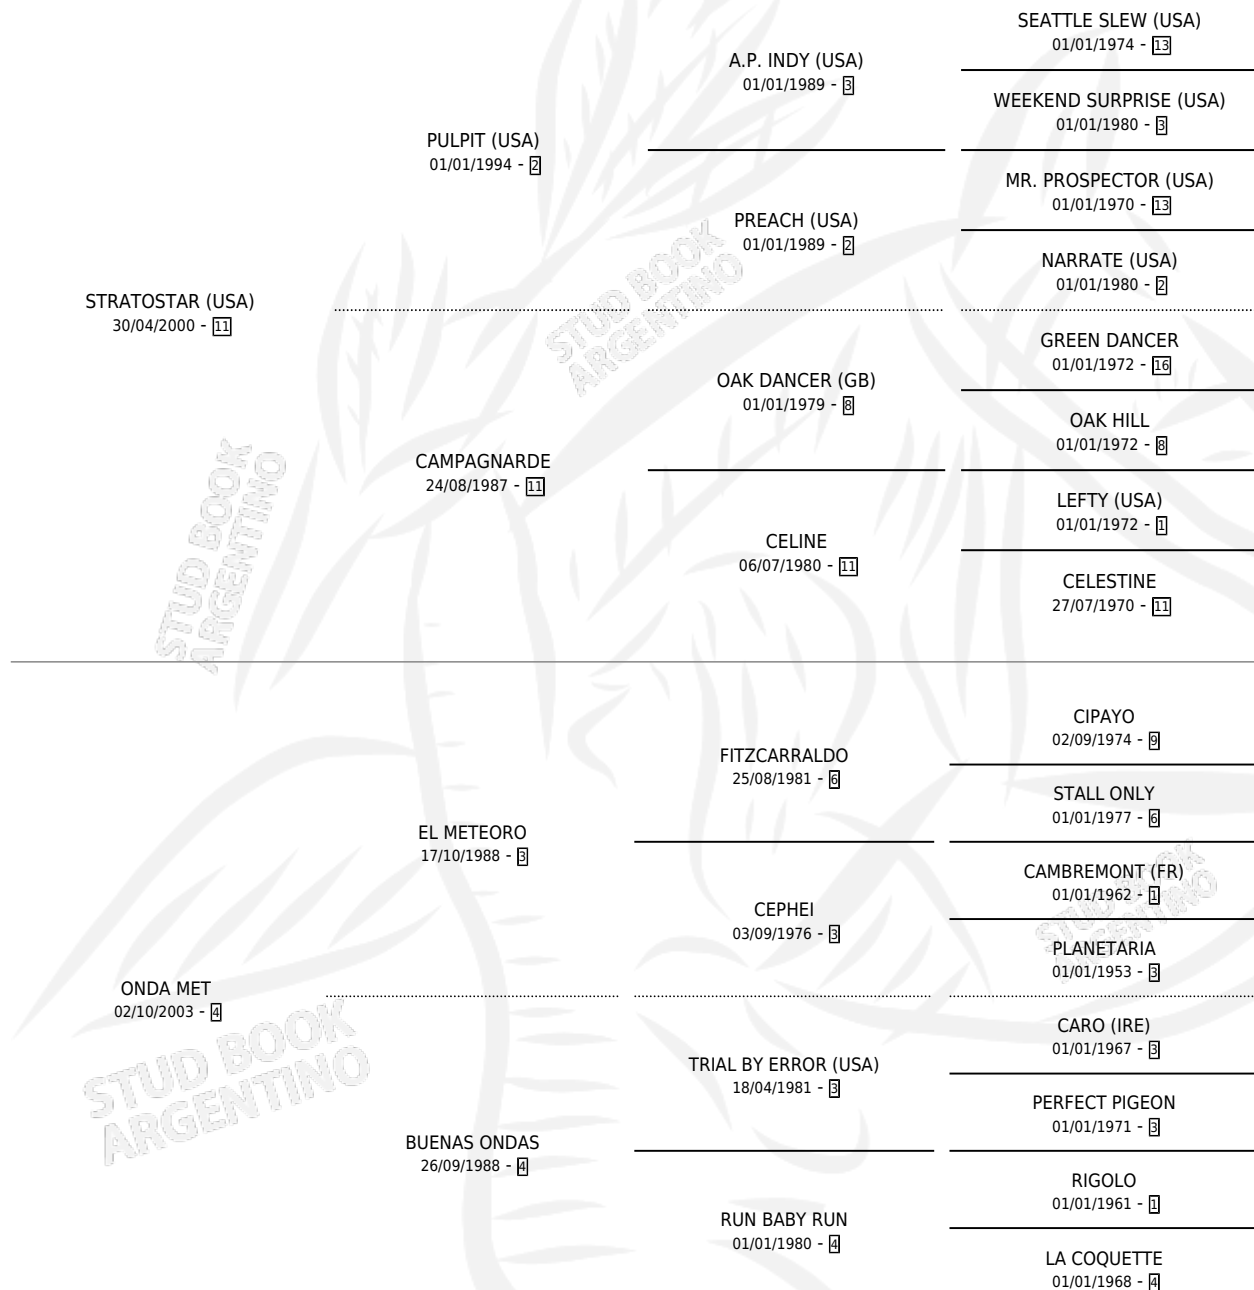 SEATTLE SLEW (USA)
01/01/1974 - 13
A.P. INDY (USA)
01/01/1989 - 3
WEEKEND SURPRISE (USA)
01/01/1980 - 3
PULPIT (USA)
01/01/1994 - 2
MR. PROSPECTOR (USA)
01/01/1970 - 13
PREACH (USA)
01/01/1989 - 2
NARRATE (USA)
01/01/1980 - 2
STRATOSTAR (USA)
30/04/2000 - 11
GREEN DANCER
01/01/1972 - 16
OAK DANCER (GB)
01/01/1979 - 8
OAK HILL
01/01/1972 - 8
CAMPAGNARDE
24/08/1987 - 11
LEFTY (USA)
01/01/1972 - 1
CELINE
06/07/1980 - 11
CELESTINE
27/07/1970 - 11
CIPAYO
02/09/1974 - 9
FITZCARRALDO
25/08/1981 - 6
STALL ONLY
01/01/1977 - 6
EL METEORO
17/10/1988 - 3
CAMBREMONT (FR)
01/01/1962 - 1
CEPHEI
03/09/1976 - 3
PLANETARIA
01/01/1953 - 3
ONDA MET
02/10/2003 - 4
CARO (IRE)
01/01/1967 - 3
TRIAL BY ERROR (USA)
18/04/1981 - 3
PERFECT PIGEON
01/01/1971 - 3
BUENAS ONDAS
26/09/1988 - 4
RIGOLO
01/01/1961 - 1
RUN BABY RUN
01/01/1980 - 4
LA COQUETTE
01/01/1968 - 4
STUD BOOK
ARGENTINO
STUD BOOK
ARGENTINO
STUD BOOK
ARGENTINO
STUD BOOK
ARGENTINO